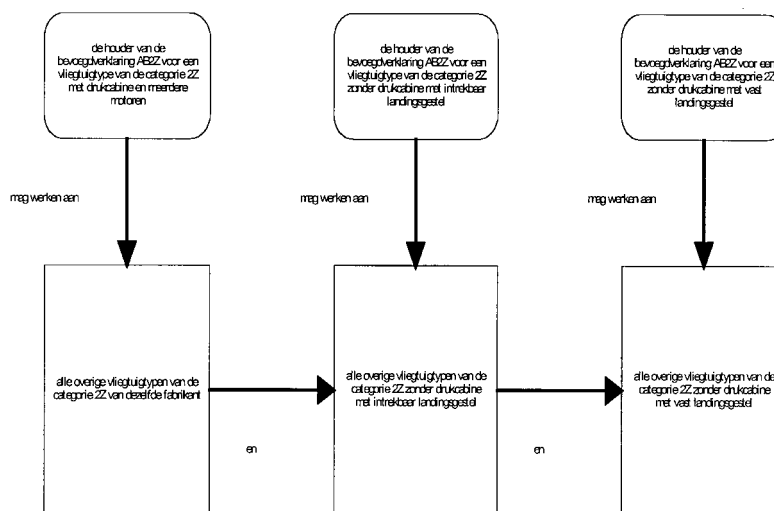 de houder van de
bevoegdverklaring AB2Z voor een
vliegtuigtype van de categorie 2Z
met drukcabine en meerdere
motoren
de houder van de
bevoegdverklaring AB2Z voor een
vliegtuigtype van de categorie 2Z
zonder drukcabine met intrekbaar
landingsgestel
de houder van de
bevoegdverklaring AB2Z voor een
vliegtuigtype van de categorie 2Z
zonder drukcabine met vast
landingsgestel
mag werken aan
mag werken aan
mag werken aan
alle overige vliegtuigtypen van de
categorie 2Z van dezelfde fabrikant
alle overige vliegtuigtypen van de
categorie 2Z zonder drukcabine
met intrekbaar landingsgestel
alle overige vliegtuigtypen van de
categorie 2Z zonder drukcabine
met vast landingsgestel
en
en